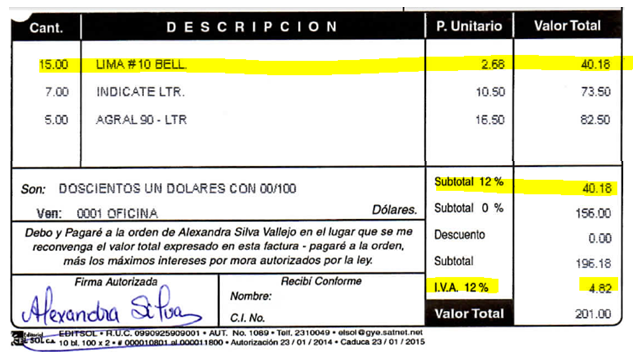 Cant. DESCRIPCION P. Unitario Valor Total
15.00 LIMA #10 BELL. 2.68 40.18
7.00 INDICATE LTR. 10.50 73.50
5.00 AGRAL 90 - LTR 16.50 82.50
Son: DOSCIENTOS UN DOLARES CON 00/100
Ven: 0001 OFICINA Dólares.
Subtotal 12 % 40.18
Subtotal 0 % 156.00
Descuento 0.00
Subtotal 196.18
I.V.A. 12% 4.82
Valor Total 201.00
Debo y Pagaré a la orden de Alexandra Silva Vallejo en el lugar que se me
reconvenga el valor total expresado en esta factura - pagaré a la orden,
más los máximos intereses por mora autorizados por la ley.
Firma Autorizada
Alexandra Silva
Recibí Conforme
Nombre:
C.I. No.
EDITSOL • R.U.C. 0990925909001 • AUT. No. 1089 • Telf. 2310049 • elsol@gye.satnet.net
10 bl. 100 x 2 • # 000010801 al 000011800 • Autorización 23 / 01 / 2014 • Caduca 23 / 01 / 2015